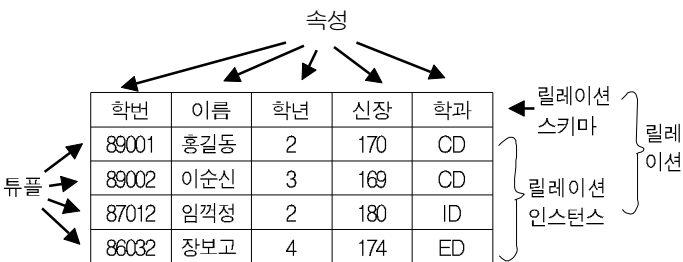 속성
학번 이름 학년 신장 학과
릴레이션
스키마
릴레
이션
89001 홍길동 2 170 CD
89002 이순신 3 169 CD
87012 임꺽정 2 180 ID
86032 장보고 4 174 ED
튜플
릴레이션
인스턴스